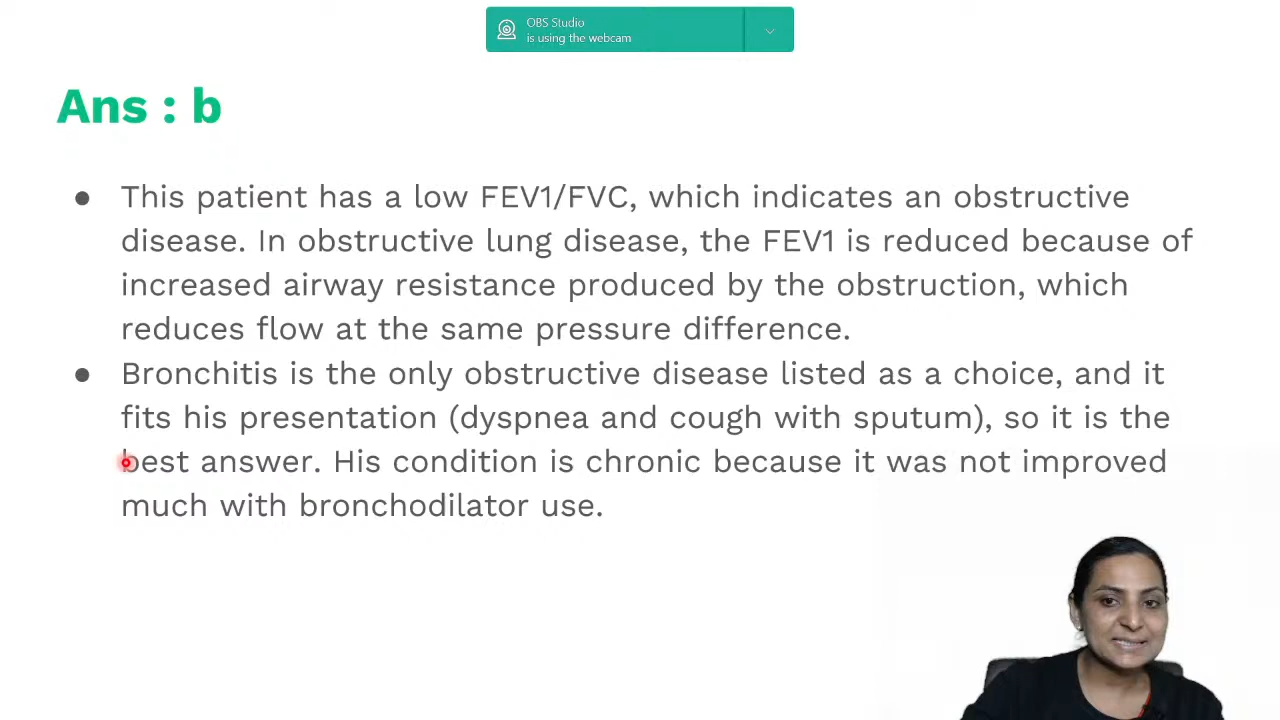 OBS Studio
is using the webcam
Ans : b
● This patient has a low FEV1/FVC, which indicates an obstructive
disease. In obstructive lung disease, the FEV1 is reduced because of
increased airway resistance produced by the obstruction, which
reduces flow at the same pressure difference.
● Bronchitis is the only obstructive disease listed as a choice, and it
fits his presentation (dyspnea and cough with sputum), so it is the
best answer. His condition is chronic because it was not improved
much with bronchodilator use.